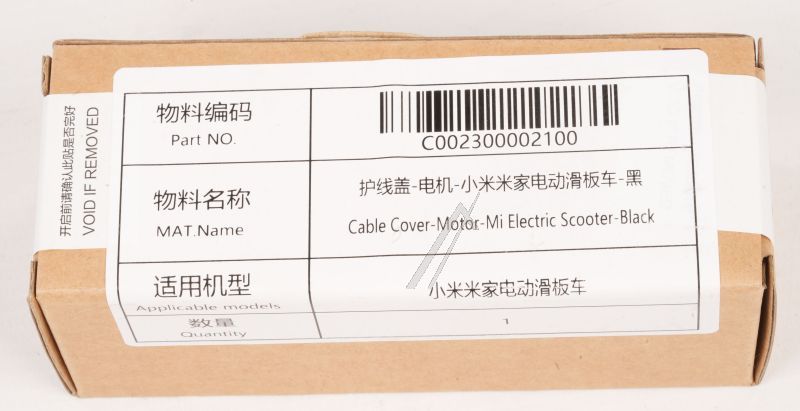 开启前请确认此贴是否完好
VOID IF REMOVED
物料编码
Part NO.
C002300002100
物料名称
MAT.Name
护线盖-电机-小米米家电动滑板车-黑
Cable Cover-Motor-Mi Electric Scooter-Black
适用机型
Applicable models
小米米家电动滑板车
数量
Quantity
1